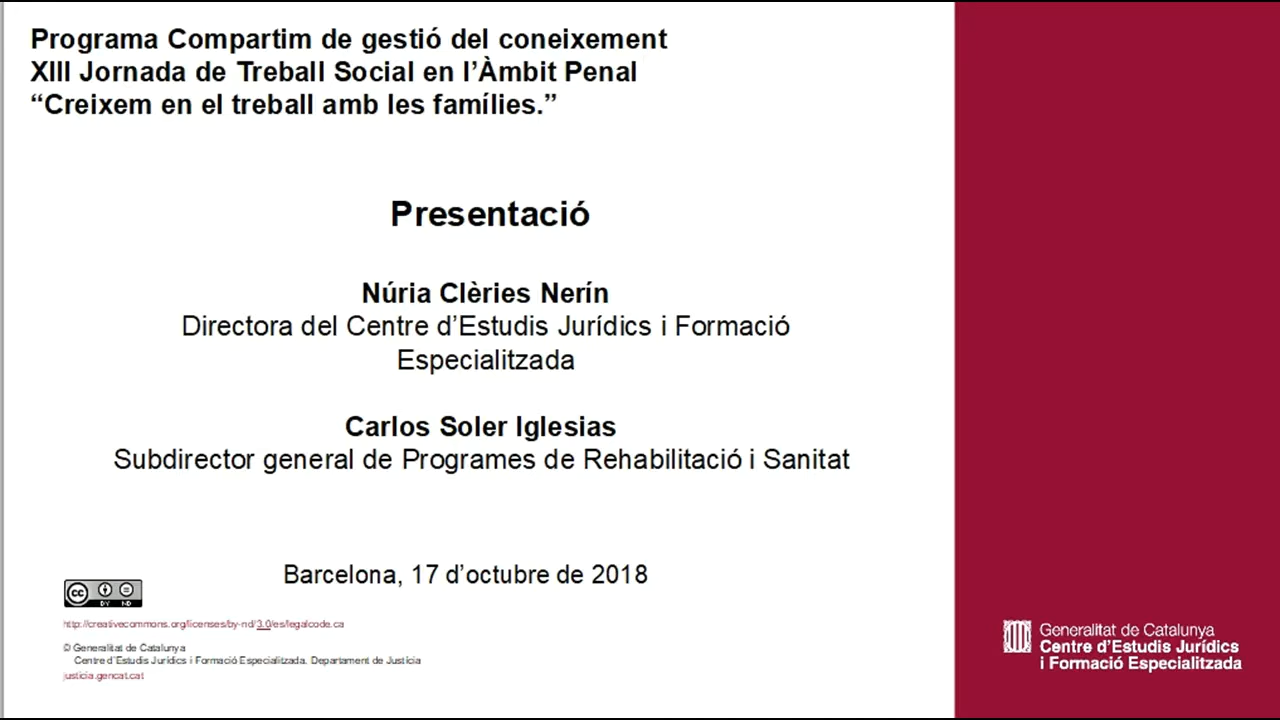 Programa Compartim de gestió del coneixement
XIII Jornada de Treball Social en l'Àmbit Penal
“Creixem en el treball amb les famílies.”
Presentació
Núria Clèries Nerín
Directora del Centre d'Estudis Jurídics i Formació
Especialitzada
Carlos Soler Iglesias
Subdirector general de Programes de Rehabilitació i Sanitat
Barcelona, 17 d'octubre de 2018
cc
BY ND
http://creativecommons.org/licenses/by-nd/3.0/es/legalcode.ca
© Generalitat de Catalunya
Centre d'Estudis Jurídics i Formació Especialitzada. Departament de Justícia
justicia.gencat.cat
Generalitat de Catalunya
Centre d'Estudis Jurídics
i Formació Especialitzada